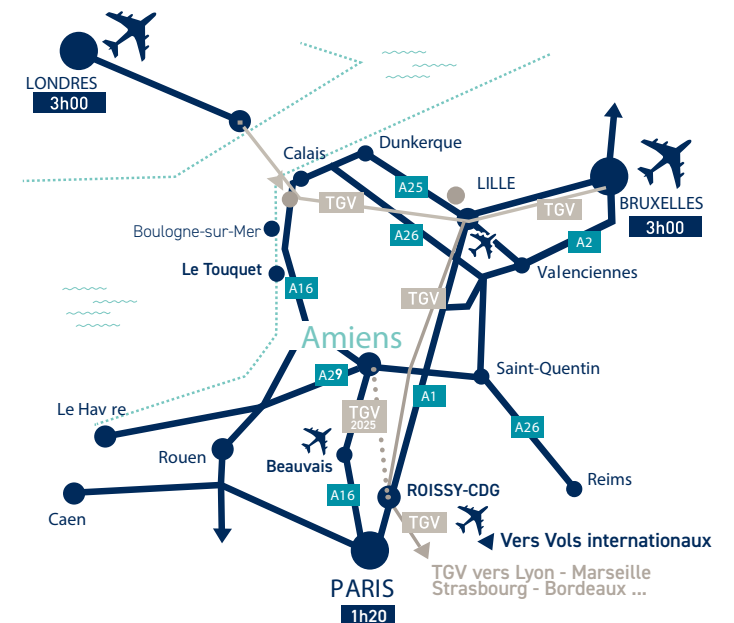 LONDRES
3h00
Calais
Dunkerque
A25
LILLE
TGV
TGV
BRUXELLES
3h00
Boulogne-sur-Mer
A26
A2
Le Touquet
Valenciennes
A16
TGV
Amiens
A29
Saint-Quentin
A1
Le Hav re
TGV
2025
A26
Rouen
Beauvais
Reims
A16
ROISSY-CDG
Caen
TGV
Vers Vols internationaux
TGV vers Lyon - Marseille
Strasbourg - Bordeaux ...
PARIS
1h20